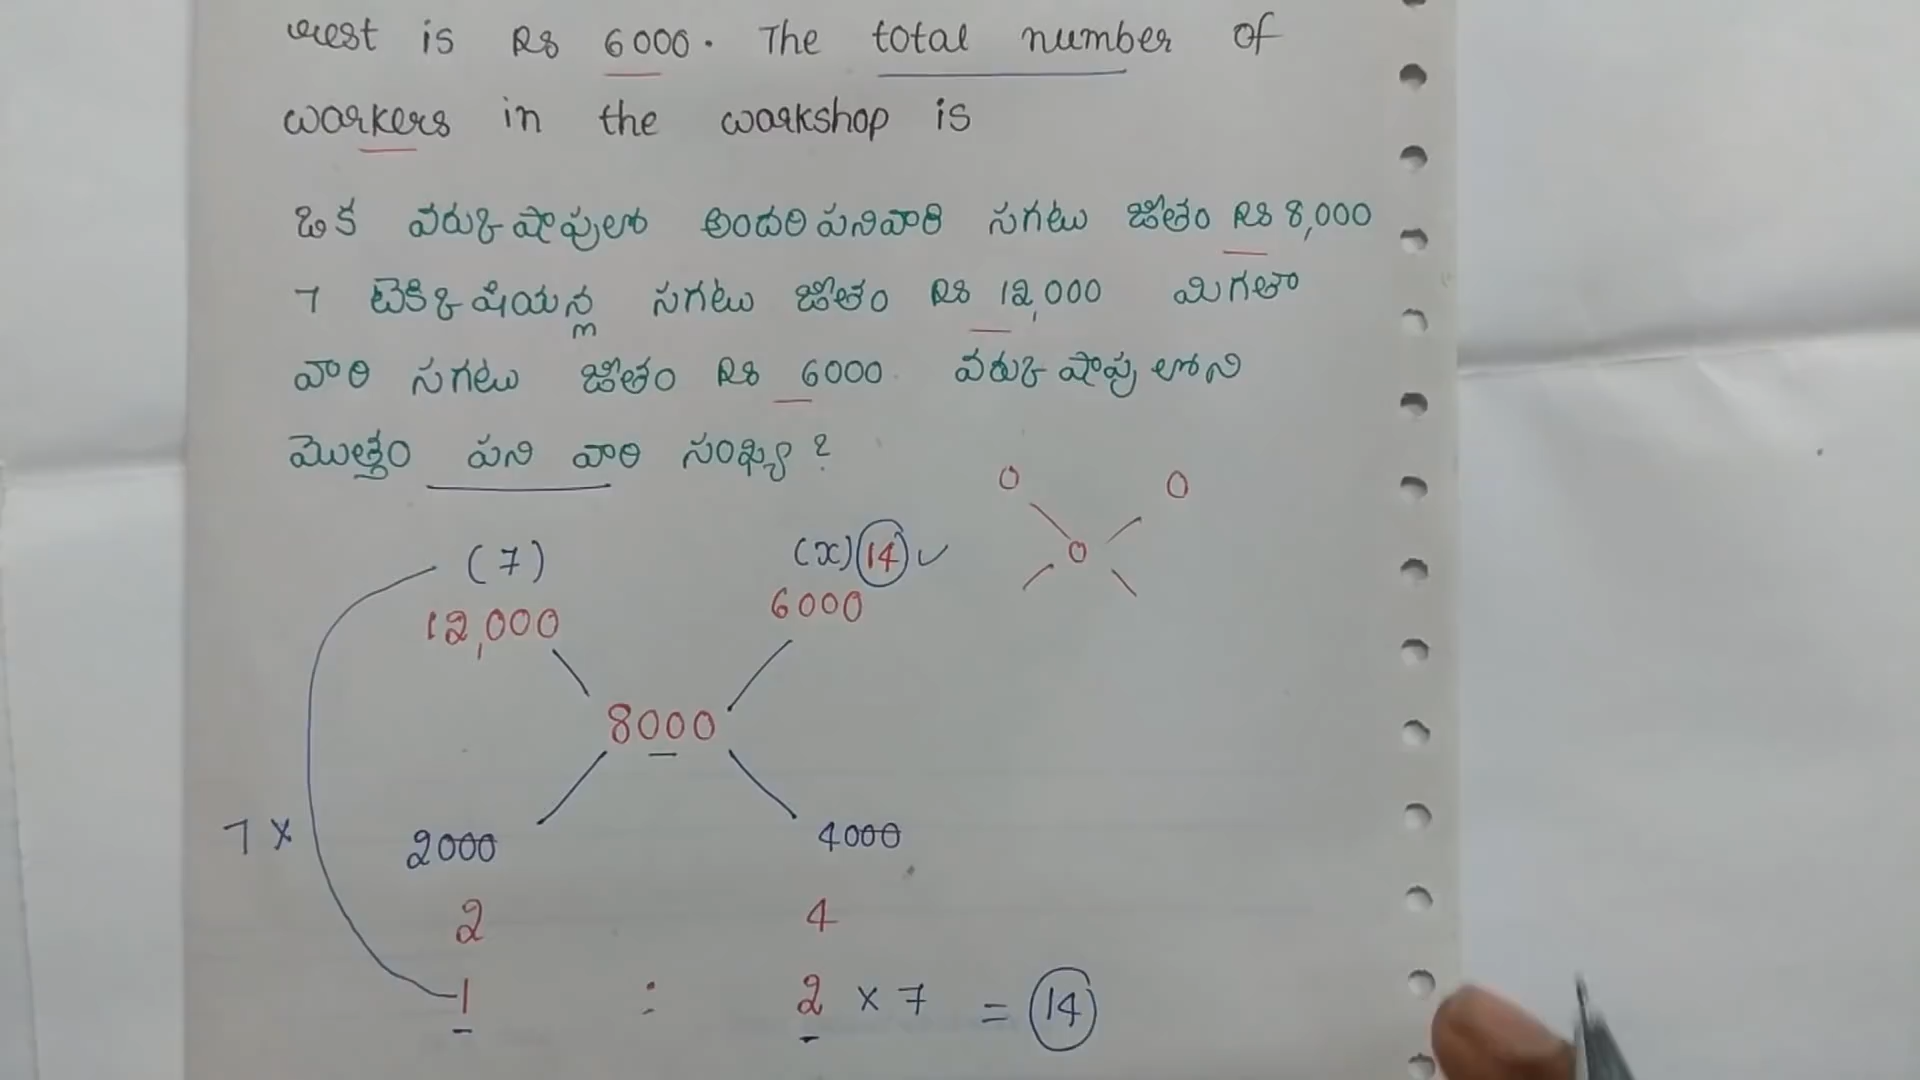 rest is Rs 6000. The total number of
workers in the workshop is
ఒక వర్క్ షాపులో అందరి పనివారి సగటు జీతం Rs 8,000
7 టెక్నీషియన్ల సగటు జీతం Rs 12,000 మిగతా
వారి సగటు జీతం Rs 6000 వర్క్ షాపు లోని
మొత్తం పని వారి సంఖ్య ?
0 0
(7) (x) 14 ✓
0
12,000 6000
8000
7 × 2000 4000
2 4
1 : 2 × 7 = 14